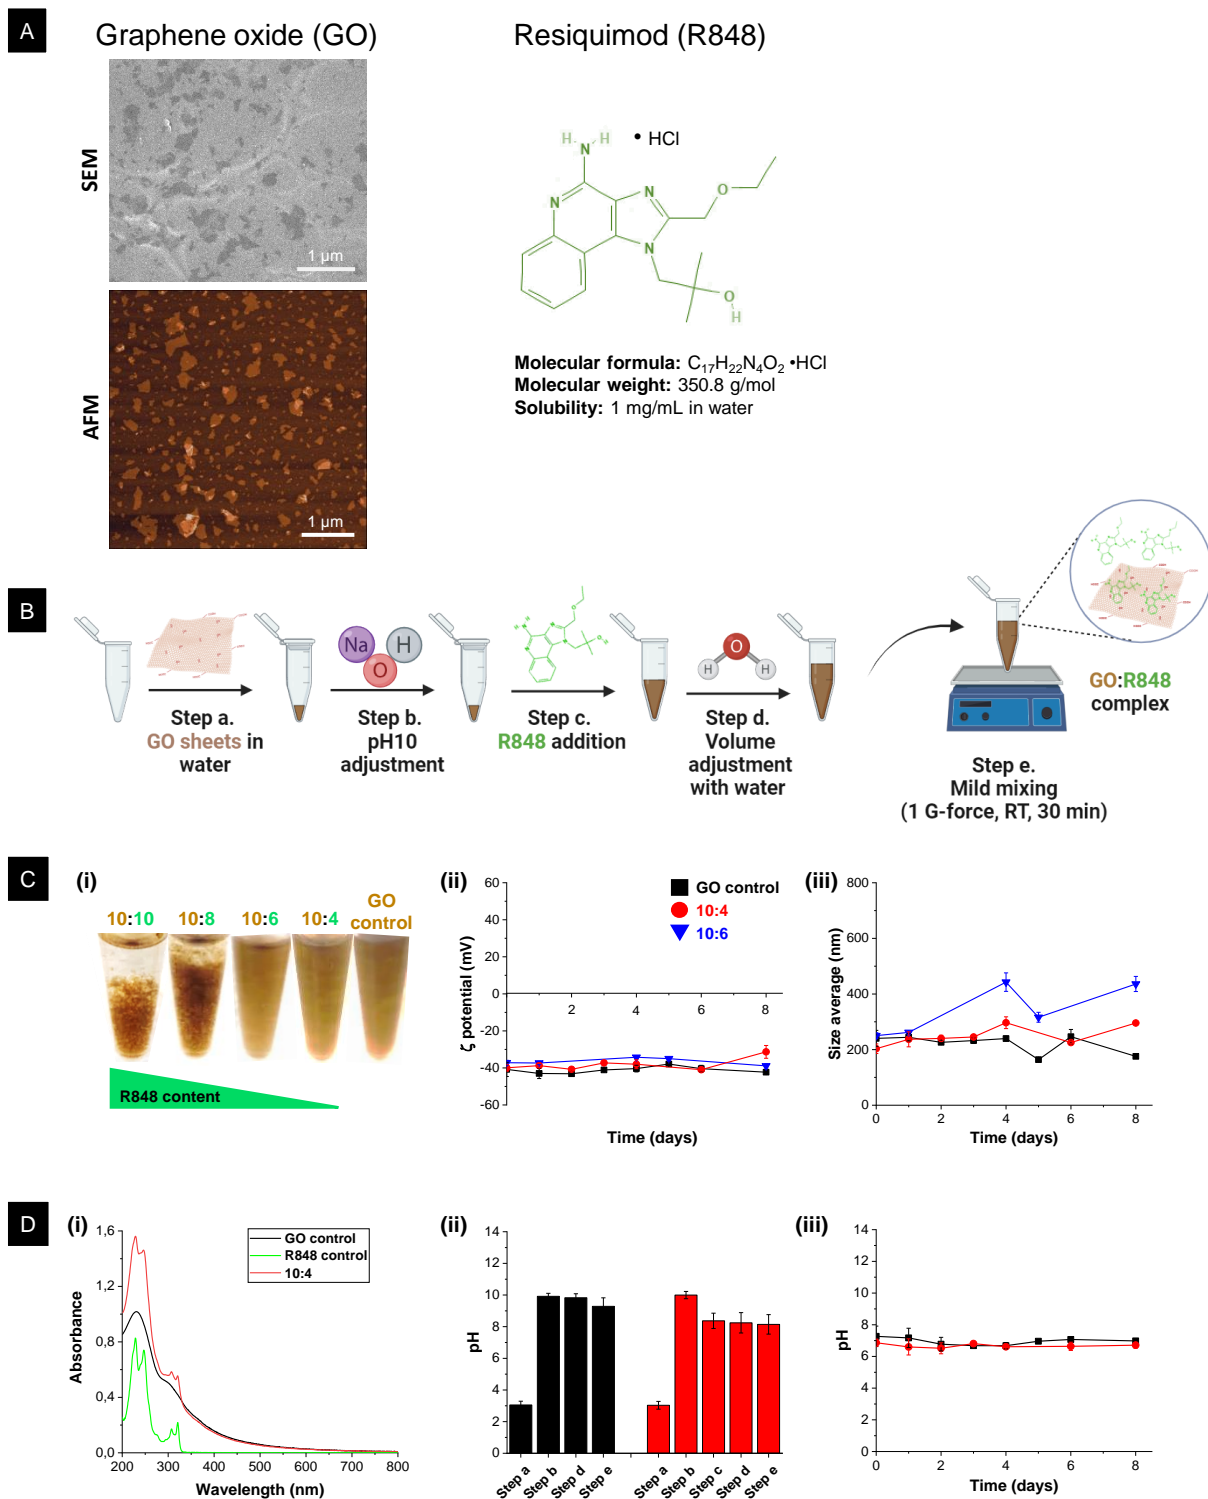 A
Graphene oxide (GO)
Resiquimod (R848)
SEM
1 µm
AFM
1 µm
H
H
N
• HCl
N
N
N
O
O
H
Molecular formula: C₁₇H₂₂N₄O₂ •HCl
Molecular weight: 350.8 g/mol
Solubility: 1 mg/mL in water
B
Na
H
O
O
H
H
Step a.
GO sheets in
water
Step b.
pH10
adjustment
Step c.
R848 addition
Step d.
Volume
adjustment
with water
GO:R848
complex
Step e.
Mild mixing
(1 G-force, RT, 30 min)
C
(i)
10:10
10:8
10:6
10:4
GO
control
R848 content
(ii)
ζ potential (mV)
60
40
20
0
-20
-40
-60
2
4
6
8
GO control
10:4
10:6
Time (days)
(iii)
Size average (nm)
800
600
400
200
0
0
2
4
6
8
Time (days)
D
(i)
Absorbance
1,6
1,2
0,8
0,4
0,0
200
300
400
500
600
700
800
GO control
R848 control
10:4
Wavelength (nm)
(ii)
pH
14
12
10
8
6
4
2
0
Step a
Step b
Step d
Step e
Step a
Step b
Step c
Step d
Step e
(iii)
pH
14
12
10
8
6
4
2
0
0
2
4
6
8
Time (days)